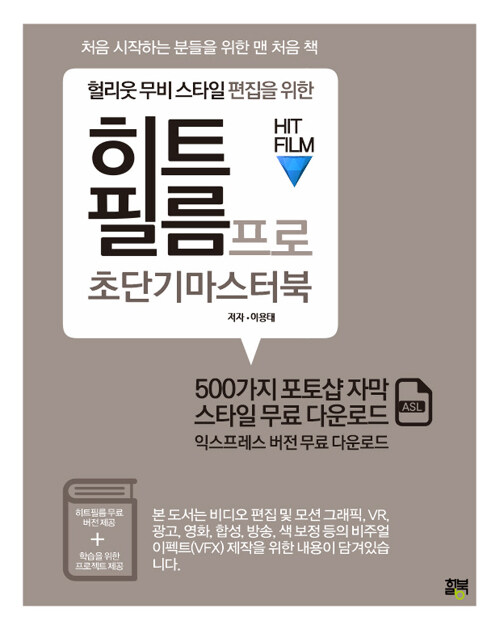 처음 시작하는 분들을 위한 맨 처음 책
헐리웃 무비 스타일 편집을 위한
히트
필름프로
HIT
FILM
초단기마스터북
저자 • 이용태
500가지 포토샵 자막
스타일 무료 다운로드
ASL
익스프레스 버전 무료 다운로드
히트필름 무료
버전 제공
+
학습을 위한
프로젝트 제공
본 도서는 비디오 편집 및 모션 그래픽, VR,
광고, 영화, 합성, 방송, 색 보정 등의 비주얼
이펙트(VFX) 제작을 위한 내용이 담겨있습
니다.
힐북